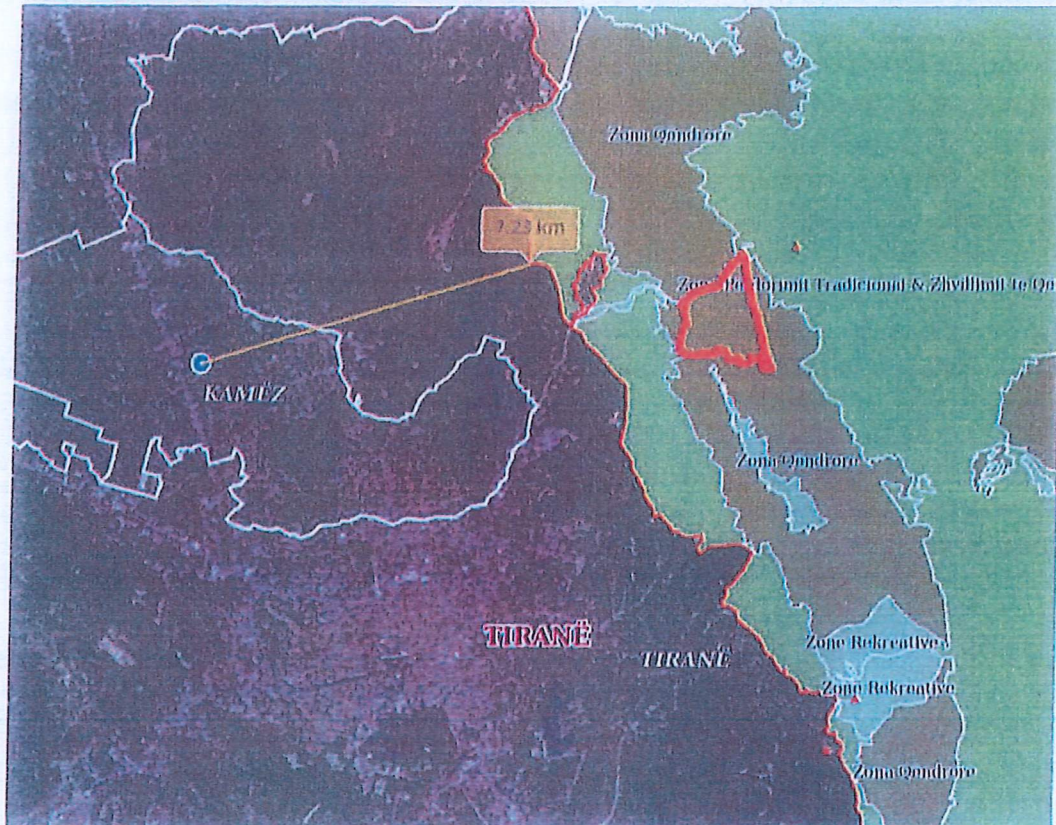 Zona Qendrore
7.23 km
Zona Perdorimit Tradicional & Zhvillimit te Qe
KAMËZ
Zona Qendrore
TIRANË
TIRANË
Zone Rekreative
Zone Rekreative
Zona Qendrore